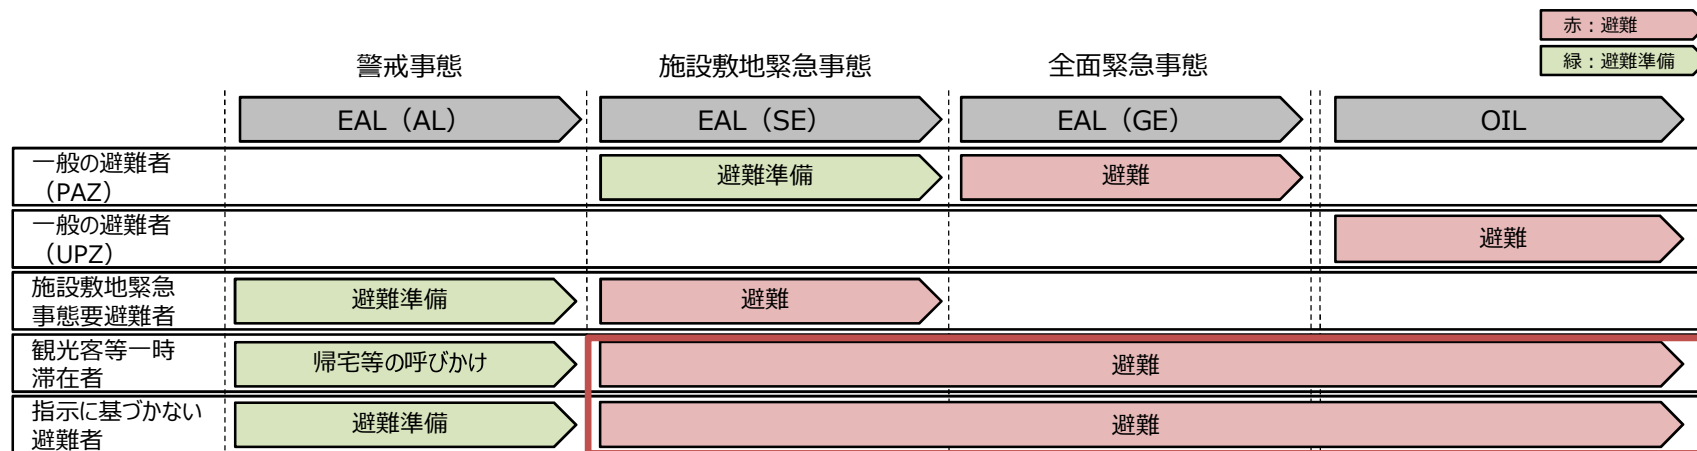 赤：避難
緑：避難準備
警戒事態
施設敷地緊急事態
全面緊急事態
EAL（AL）
EAL（SE）
EAL（GE）
OIL
一般の避難者
（PAZ）
避難準備
避難
一般の避難者
（UPZ）
避難
施設敷地緊急
事態要避難者
避難準備
避難
観光客等一時
滞在者
帰宅等の呼びかけ
避難
指示に基づかない
避難者
避難準備
避難